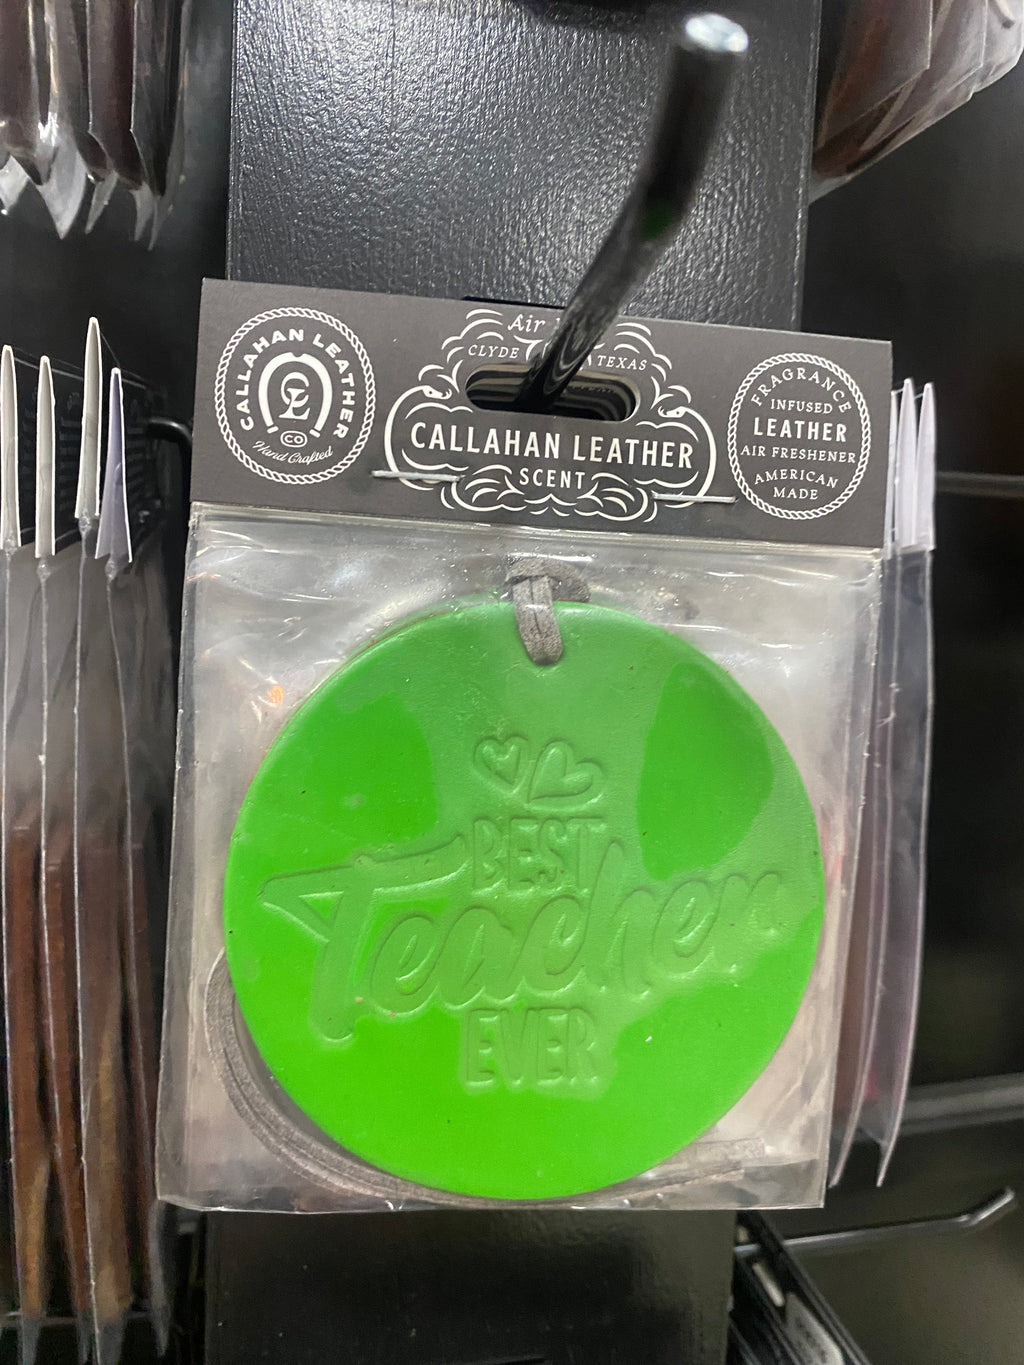 CALLAHAN LEATHER
CL
CO
Hand Crafted
Air
CLYDE TEXAS
CALLAHAN LEATHER
SCENT
FRAGRANCE
INFUSED
LEATHER
AIR FRESHENER
AMERICAN
MADE
BEST
Teacher
EVER